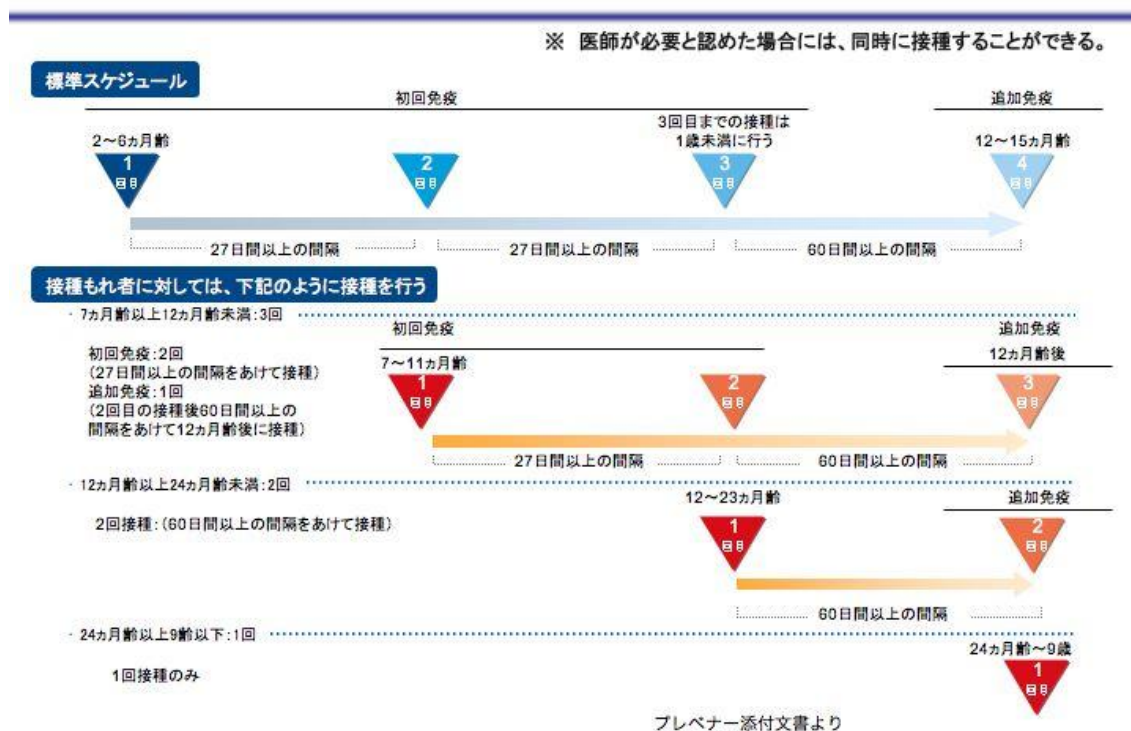 ※ 医師が必要と認めた場合には、同時に接種することができる。
標準スケジュール
初回免疫
追加免疫
2～6ヵ月齢
3回目までの接種は
1歳未満に行う
12～15ヵ月齢
1
回目
2
回目
3
回目
4
回目
27日間以上の間隔
27日間以上の間隔
60日間以上の間隔
接種もれ者に対しては、下記のように接種を行う
・7ヵ月齢以上12ヵ月齢未満:3回
初回免疫:2回
(27日間以上の間隔をあけて接種)
追加免疫:1回
(2回目の接種後60日間以上の
間隔をあけて12ヵ月齢後に接種)
初回免疫
追加免疫
7～11ヵ月齢
12ヵ月齢後
1
回目
2
回目
3
回目
27日間以上の間隔
60日間以上の間隔
・12ヵ月齢以上24ヵ月齢未満:2回
2回接種:(60日間以上の間隔をあけて接種)
12～23ヵ月齢
追加免疫
1
回目
2
回目
60日間以上の間隔
・24ヵ月齢以上9齢以下:1回
1回接種のみ
24ヵ月齢～9歳
1
回目
プレベナー添付文書より